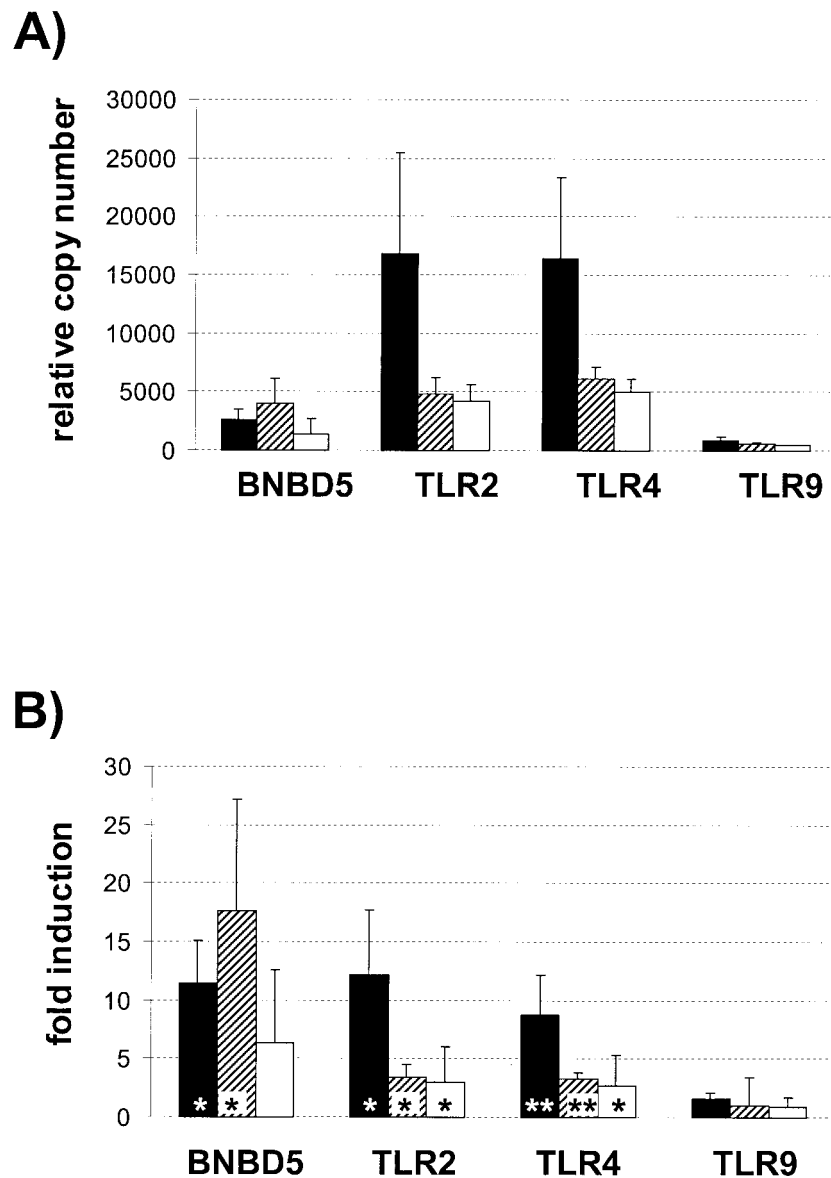 A)
relative copy number
30000
25000
20000
15000
10000
5000
0
BNBD5 TLR2 TLR4 TLR9
B)
fold induction
30
25
20
15
10
5
0
* * * * * ** ** *
BNBD5 TLR2 TLR4 TLR9